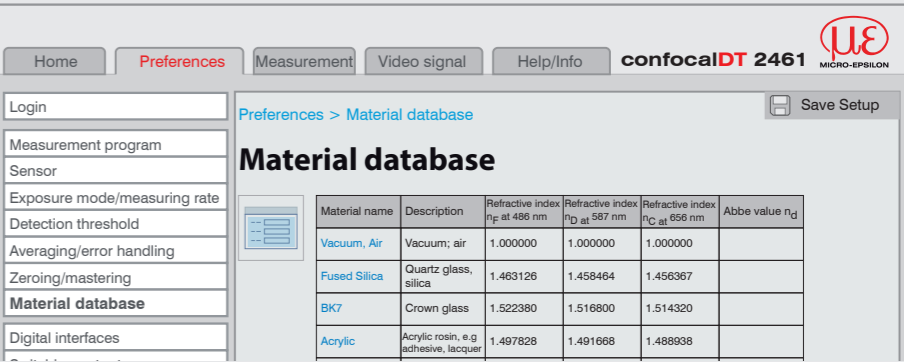 Home Preferences Measurement Video signal Help/Info confocalDT 2461 με
MICRO-EPSILON
Login
Preferences > Material database
Save Setup
Measurement program
Sensor
Exposure mode/measuring rate
Detection threshold
Averaging/error handling
Zeroing/mastering
Material database
Digital interfaces
Material database
Material name Description Refractive index nF at 486 nm Refractive index nD at 587 nm Refractive index nC at 656 nm Abbe value nd
Vacuum, Air Vacuum; air 1.000000 1.000000 1.000000
Fused Silica Quartz glass, silica 1.463126 1.458464 1.456367
BK7 Crown glass 1.522380 1.516800 1.514320
Acrylic Acrylic rosin, e.g adhesive, lacquer 1.497828 1.491668 1.488938